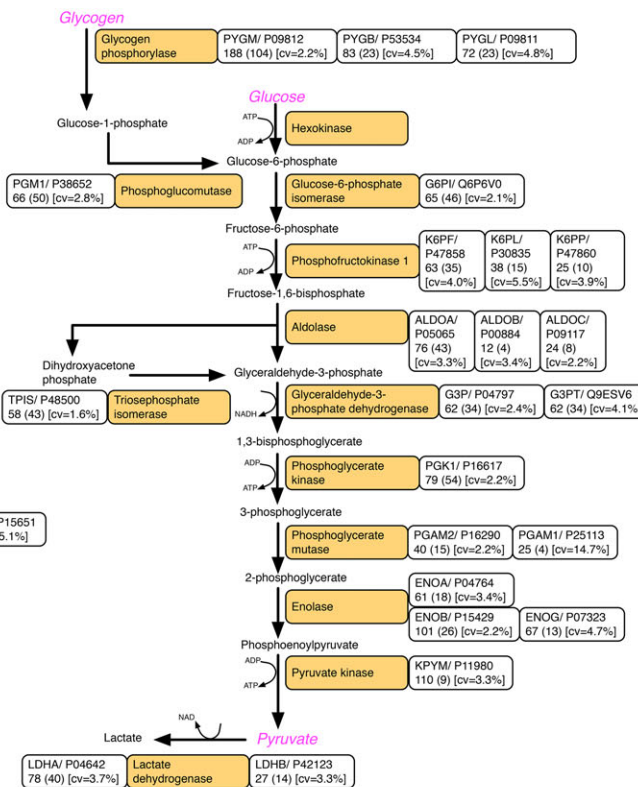 Glycogen
Glycogen phosphorylase
PYGM/ P09812
188 (104) [cv=2.2%]
PYGB/ P53534
83 (23) [cv=4.5%]
PYGL/ P09811
72 (23) [cv=4.8%]
Glucose-1-phosphate
Glucose
ATP
ADP
Hexokinase
Glucose-6-phosphate
PGM1/ P38652
66 (50) [cv=2.8%]
Phosphoglucomutase
Glucose-6-phosphate
isomerase
G6PI/ Q6P6V0
65 (46) [cv=2.1%]
Fructose-6-phosphate
ATP
ADP
Phosphofructokinase 1
K6PF/
P47858
63 (35)
[cv=4.0%]
K6PL/
P30835
38 (15)
[cv=5.5%]
K6PP/
P47860
25 (10)
[cv=3.9%]
Fructose-1,6-bisphosphate
Aldolase
ALDOA/
P05065
76 (43)
[cv=3.3%]
ALDOB/
P00884
12 (4)
[cv=3.4%]
ALDOC/
P09117
24 (8)
[cv=2.2%]
Dihydroxyacetone
phosphate
Glyceraldehyde-3-phosphate
TPIS/ P48500
58 (43) [cv=1.6%]
Triosephosphate
isomerase
NADH
Glyceraldehyde-3-
phosphate dehydrogenase
G3P/ P04797
62 (34) [cv=2.4%]
G3PT/ Q9ESV6
62 (34) [cv=4.1%
1,3-bisphosphoglycerate
ADP
ATP
Phosphoglycerate
kinase
PGK1/ P16617
79 (54) [cv=2.2%]
3-phosphoglycerate
P15651
5.1%]
Phosphoglycerate
mutase
PGAM2/ P16290
40 (15) [cv=2.2%]
PGAM1/ P25113
25 (4) [cv=14.7%]
2-phosphoglycerate
Enolase
ENOA/ P04764
61 (18) [cv=3.4%]
ENOB/ P15429
101 (26) [cv=2.2%]
ENOG/ P07323
67 (13) [cv=4.7%]
Phosphoenoylpyruvate
ADP
ATP
Pyruvate kinase
KPYM/ P11980
110 (9) [cv=3.3%]
NAD
Lactate
Pyruvate
LDHA/ P04642
78 (40) [cv=3.7%]
Lactate
dehydrogenase
LDHB/ P42123
27 (14) [cv=3.3%]